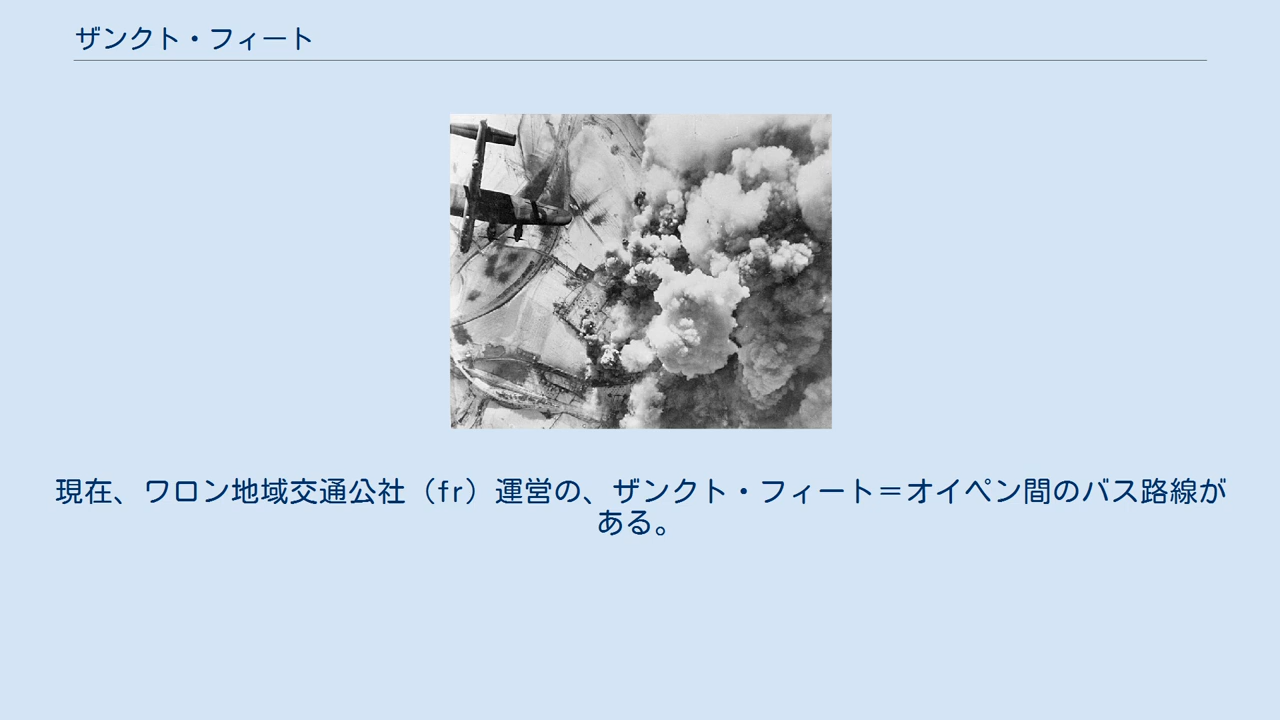 ザンクト・フィート
現在、ワロン地域交通公社（fr）運営の、ザンクト・フィート＝オイペン間のバス路線が
ある。